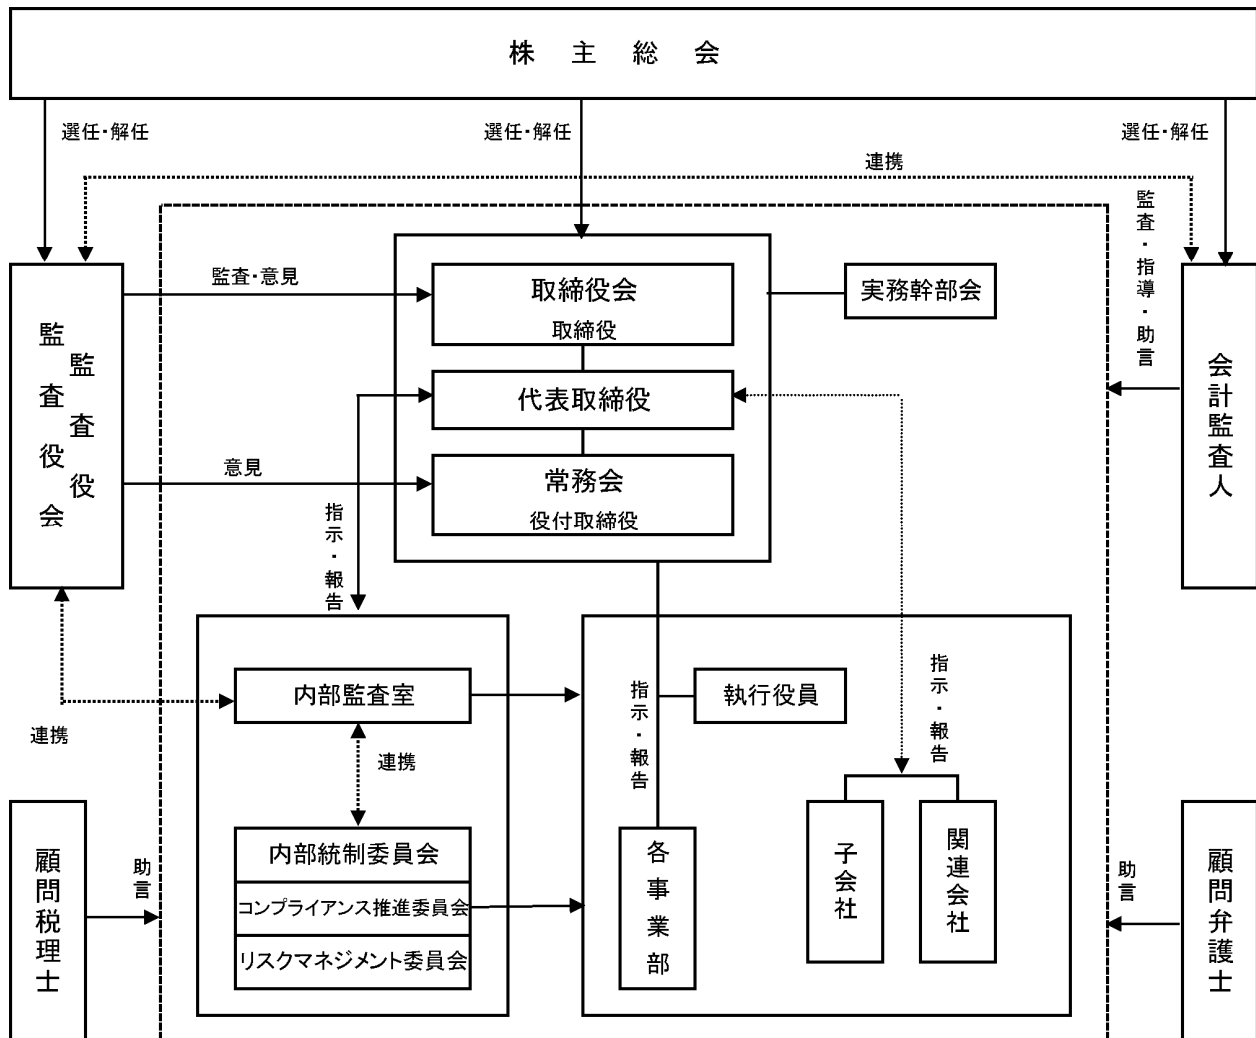 株主総会
選任・解任
選任・解任
選任・解任
連携
監査・指導・助言
監査・意見
取締役会
取締役
実務幹部会
監査役会
監査役
会計監査人
代表取締役
意見
常務会
役付取締役
指示・報告
内部監査室
執行役員
指示・報告
指示・報告
連携
連携
内部統制委員会
コンプライアンス推進委員会
リスクマネジメント委員会
各事業部
子会社
関連会社
顧問税理士
助言
助言
顧問弁護士